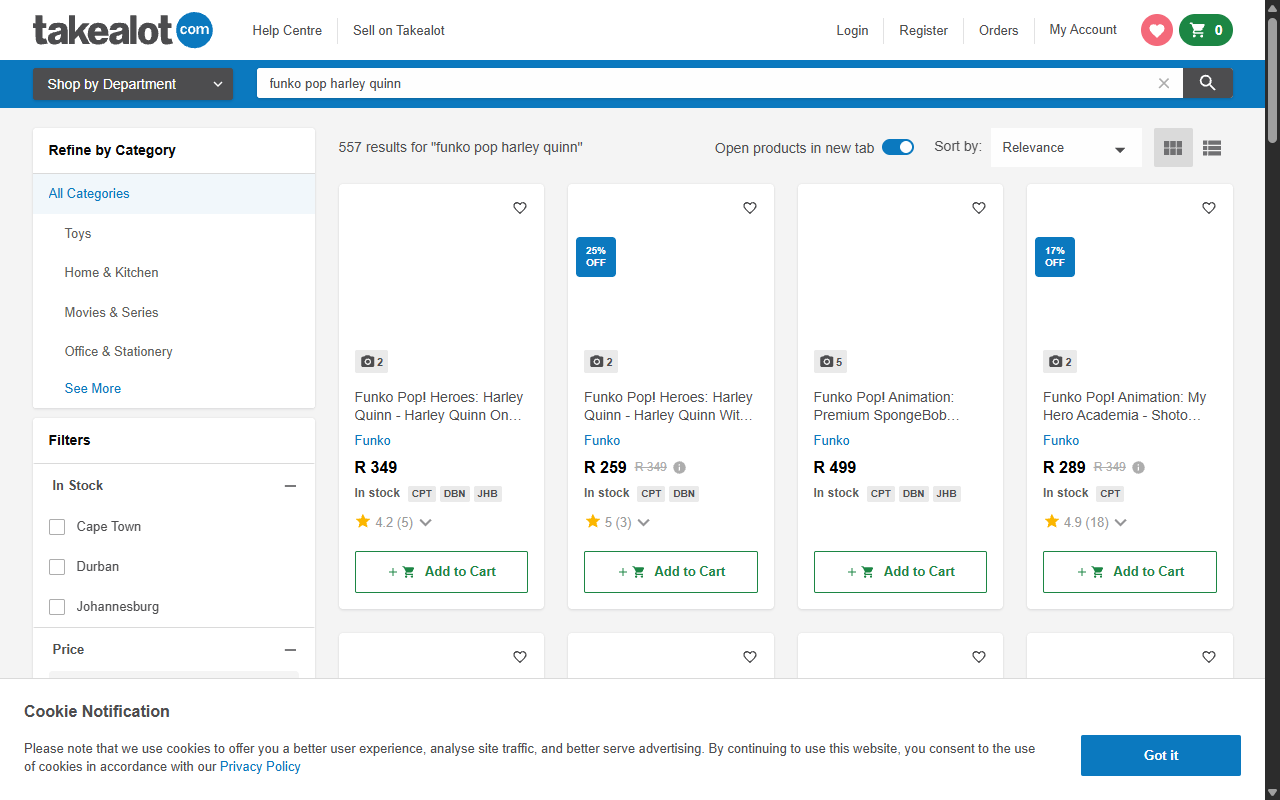 takealot com
Help Centre
Sell on Takealot
Login
Register
Orders
My Account
0
Shop by Department
funko pop harley quinn
Refine by Category
All Categories
Toys
Home & Kitchen
Movies & Series
Office & Stationery
See More
Filters
In Stock
Cape Town
Durban
Johannesburg
Price
557 results for "funko pop harley quinn"
Open products in new tab
Sort by:
Relevance
2
Funko Pop! Heroes: Harley
Quinn - Harley Quinn On...
Funko
R 349
In stock CPT DBN JHB
4.2 (5)
+ Add to Cart
25%
OFF
2
Funko Pop! Heroes: Harley
Quinn - Harley Quinn Wit...
Funko
R 259 R 349
In stock CPT DBN
5 (3)
+ Add to Cart
5
Funko Pop! Animation:
Premium SpongeBob...
Funko
R 499
In stock CPT DBN JHB
+ Add to Cart
17%
OFF
2
Funko Pop! Animation: My
Hero Academia - Shoto...
Funko
R 289 R 349
In stock CPT
4.9 (18)
+ Add to Cart
Cookie Notification
Please note that we use cookies to offer you a better user experience, analyse site traffic, and better serve advertising. By continuing to use this website, you consent to the use
of cookies in accordance with our Privacy Policy
Got it